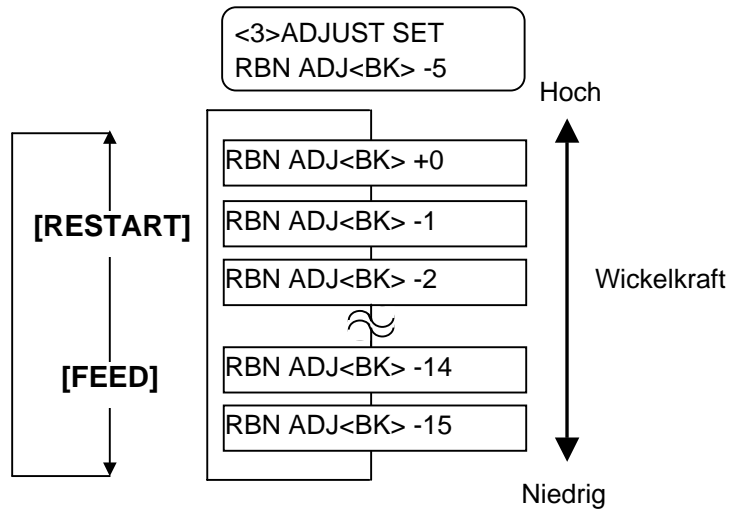 <3>ADJUST SET
RBN ADJ<BK> -5
Hoch
RBN ADJ<BK> +0
[RESTART]
RBN ADJ<BK> -1
RBN ADJ<BK> -2
Wickelkraft
[FEED]
RBN ADJ<BK> -14
RBN ADJ<BK> -15
Niedrig